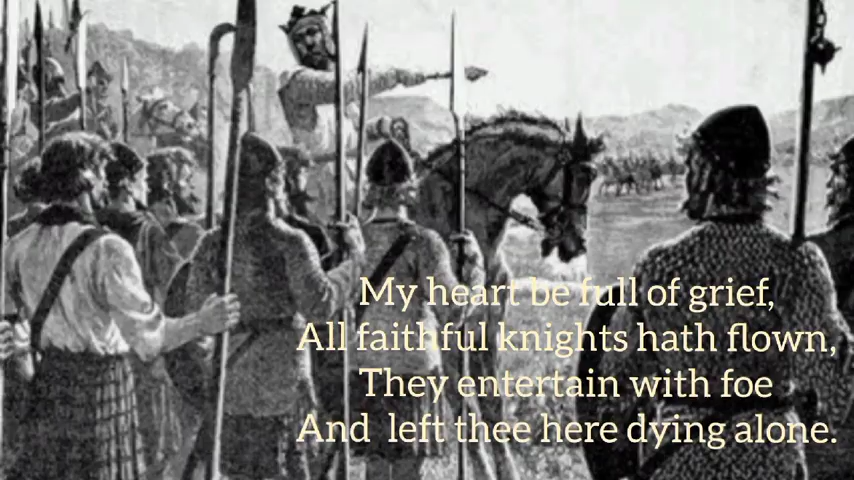 My heart be full of grief,
All faithful knights hath flown,
They entertain with foe
And left thee here dying alone.